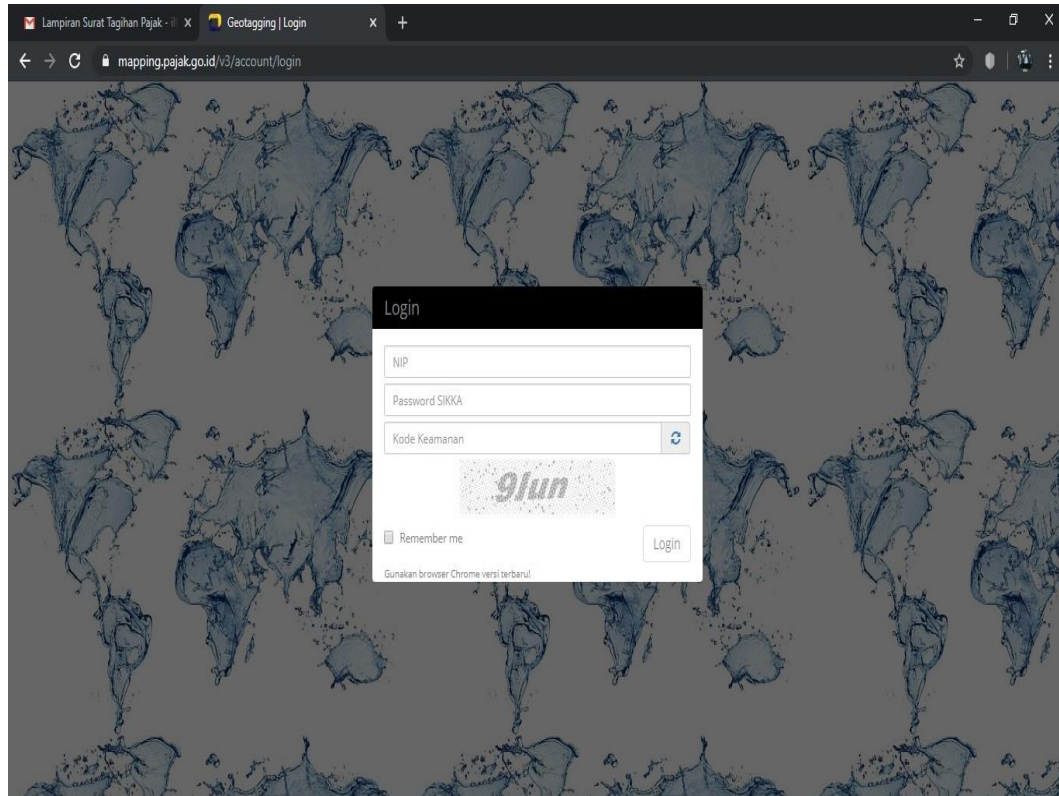 Lampiran Surat Tagihan Pajak - il
Geotagging | Login
mapping.pajak.go.id/v3/account/login
Login
NIP
Password SIKKA
Kode Keamanan
Remember me
Login
Gunakan browser Chrome versi terbaru!